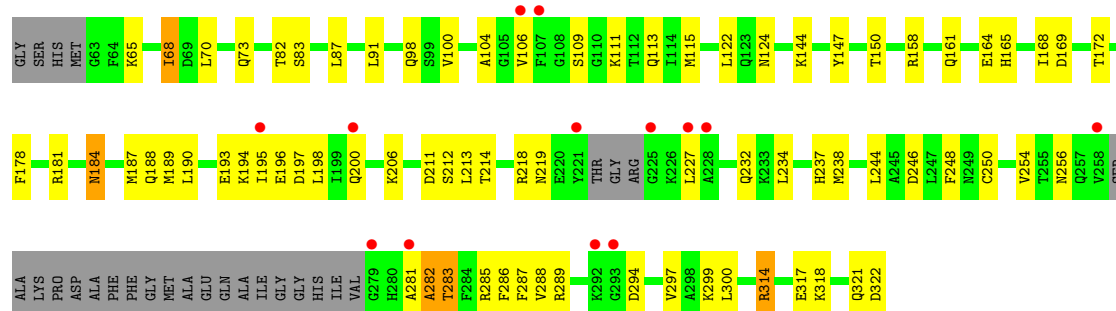 GLY SER HIS MET G63 F64 K65 I68 D69 L70 Q73 T82 S83 L87 L91 Q98 S99 V100 A104 G105 V106 F107 G108 S109 G110 K111 T112 Q113 I114 M115 L122 Q123 N124 K144 Y147 T150 R158 Q161 E164 H165 I168 D169 T172
F178 R181 N184 M187 Q188 M189 L190 E193 K194 I195 E196 D197 L198 I199 Q200 K206 D211 S212 L213 T214 R218 N219 E220 Y221 THR GLY ARG G225 K226 L227 A228 Q232 K233 L234 H237 M238 L244 A245 D246 L247 F248 N249 C250 V254 T255 N256 Q257 V258
ALA LYS PRO ASP ALA PHE PHE GLY MET ALA GLU GLN ALA ILE GLY GLY HIS ILE VAL G279 H280 A281 A282 T283 F284 R285 F286 F287 V288 R289 K292 G293 D294 V297 A298 K299 L300 R314 E317 K318 Q321 D322